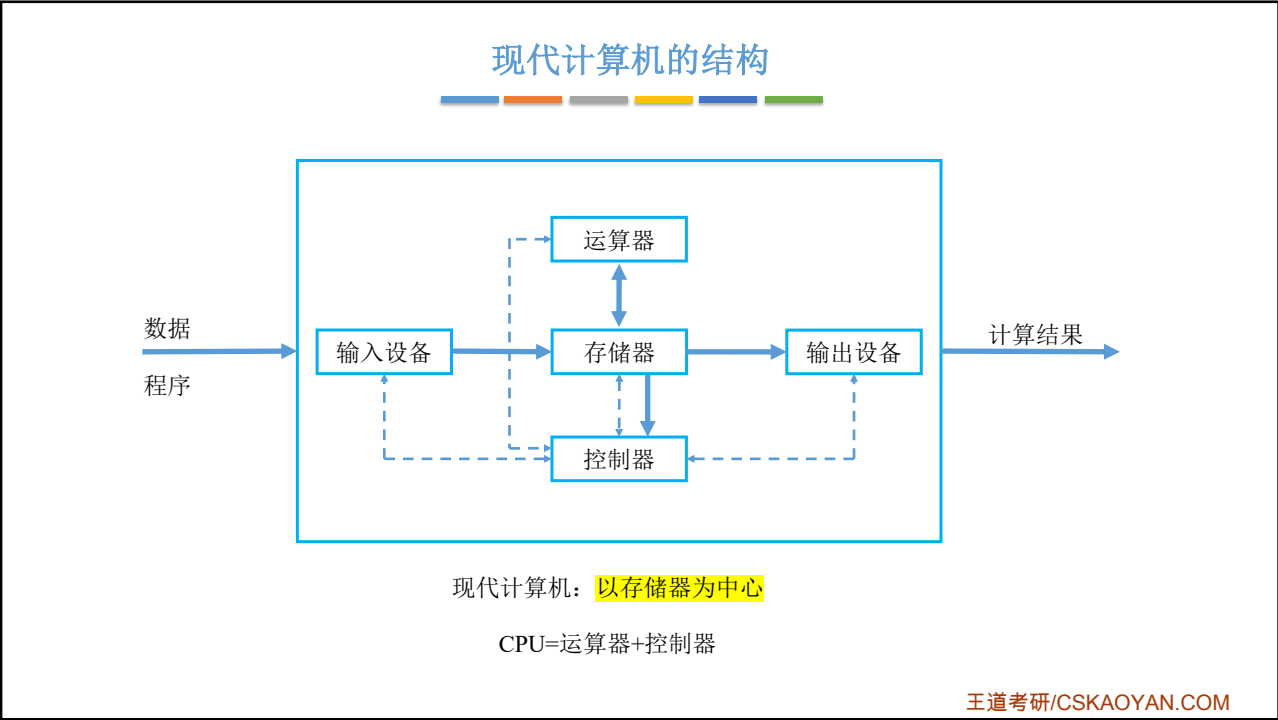 现代计算机的结构
运算器
数据
程序
输入设备
存储器
输出设备
计算结果
控制器
现代计算机：以存储器为中心
CPU=运算器+控制器
王道考研/CSKAOYAN.COM